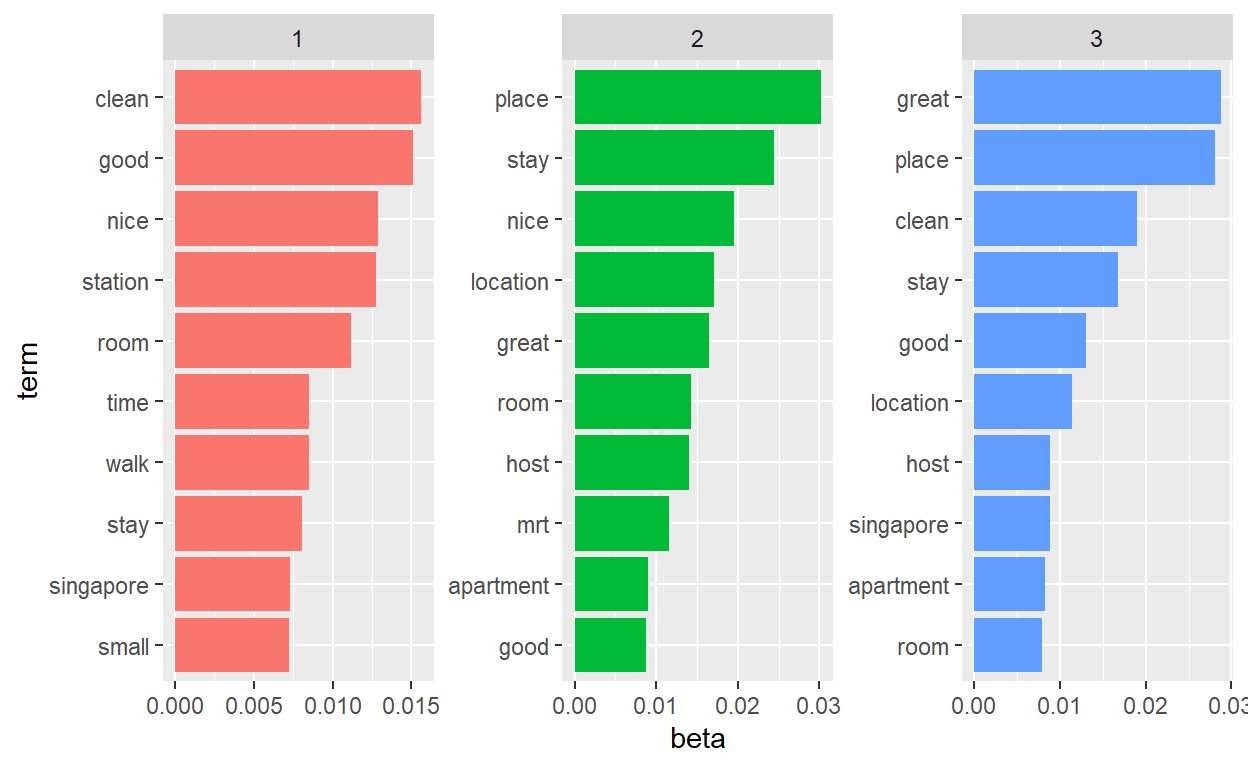 1
2
3
clean
good
nice
station
room
time
walk
stay
singapore
small
place
stay
nice
location
great
room
host
mrt
apartment
good
great
place
clean
stay
good
location
host
singapore
apartment
room
term
0.000 0.005 0.010 0.015
0.00 0.01 0.02 0.03
0.00 0.01 0.02 0.03
beta